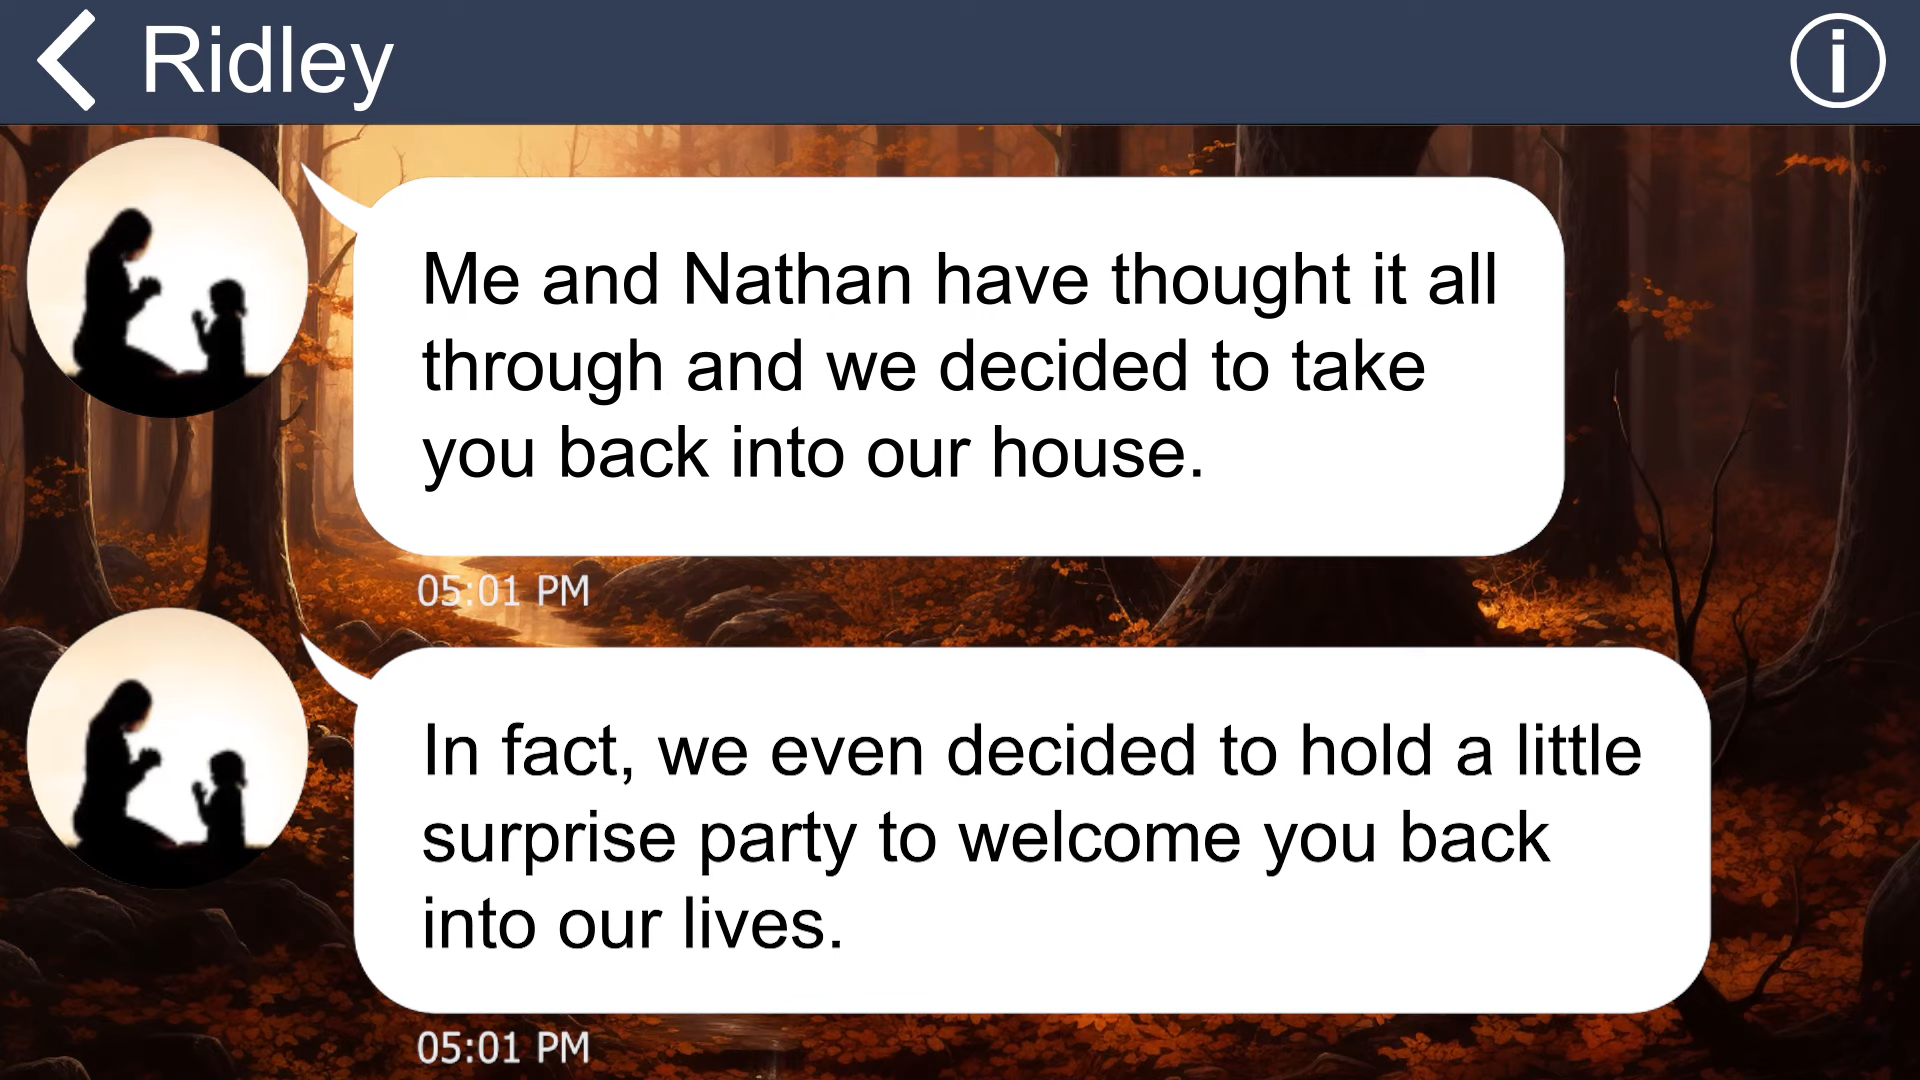 Ridley
Me and Nathan have thought it all
through and we decided to take
you back into our house.
05:01 PM
In fact, we even decided to hold a little
surprise party to welcome you back
into our lives.
05:01 PM